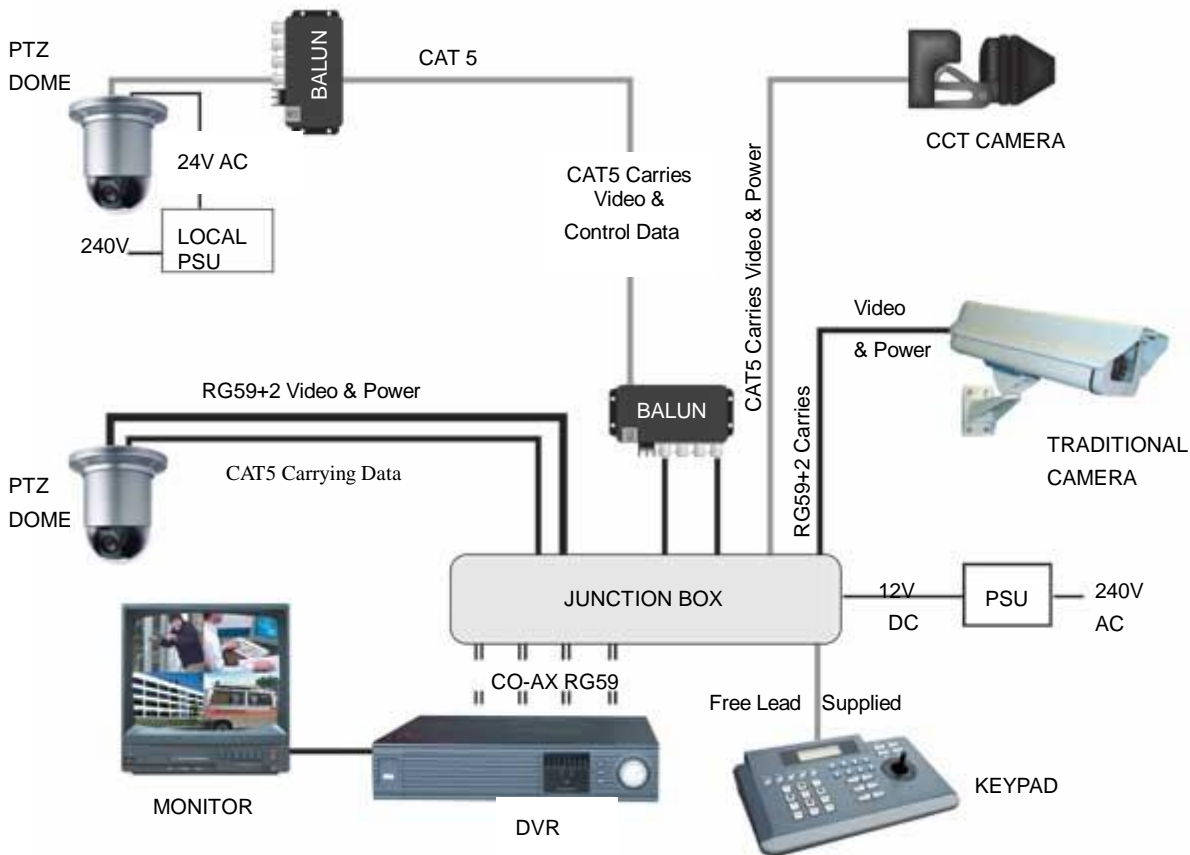 PTZ
DOME
BALUN
CAT 5
24V AC
240V
LOCAL
PSU
CAT5 Carries
Video &
Control Data
CCT CAMERA
CAT5 Carries Video & Power
Video
& Power
RG59+2 Carries
TRADITIONAL
CAMERA
RG59+2 Video & Power
CAT5 Carrying Data
PTZ
DOME
BALUN
JUNCTION BOX
12V
DC
PSU
240V
AC
CO-AX RG59
Free Lead Supplied
MONITOR
DVR
KEYPAD